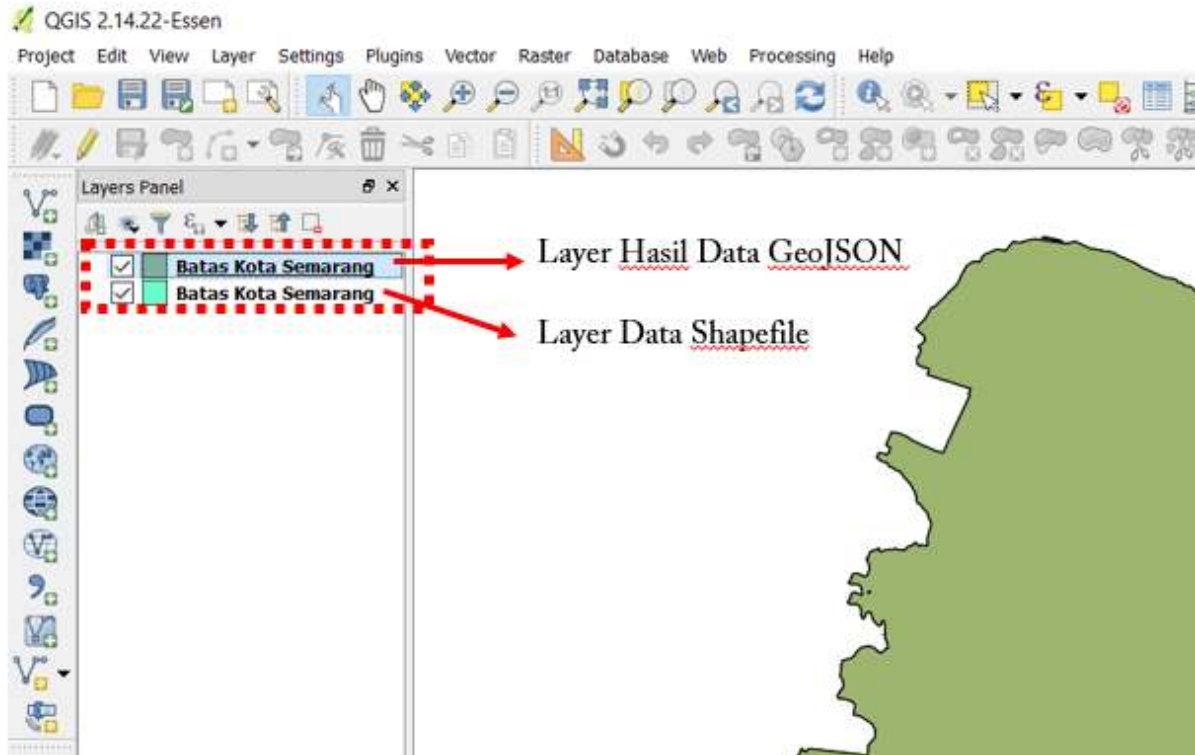 QGIS 2.14.22-Essen
Project Edit View Layer Settings Plugins Vector Raster Database Web Processing Help
Layers Panel
Batas Kota Semarang
Layer Hasil Data GeoJSON
Batas Kota Semarang
Layer Data Shapefile